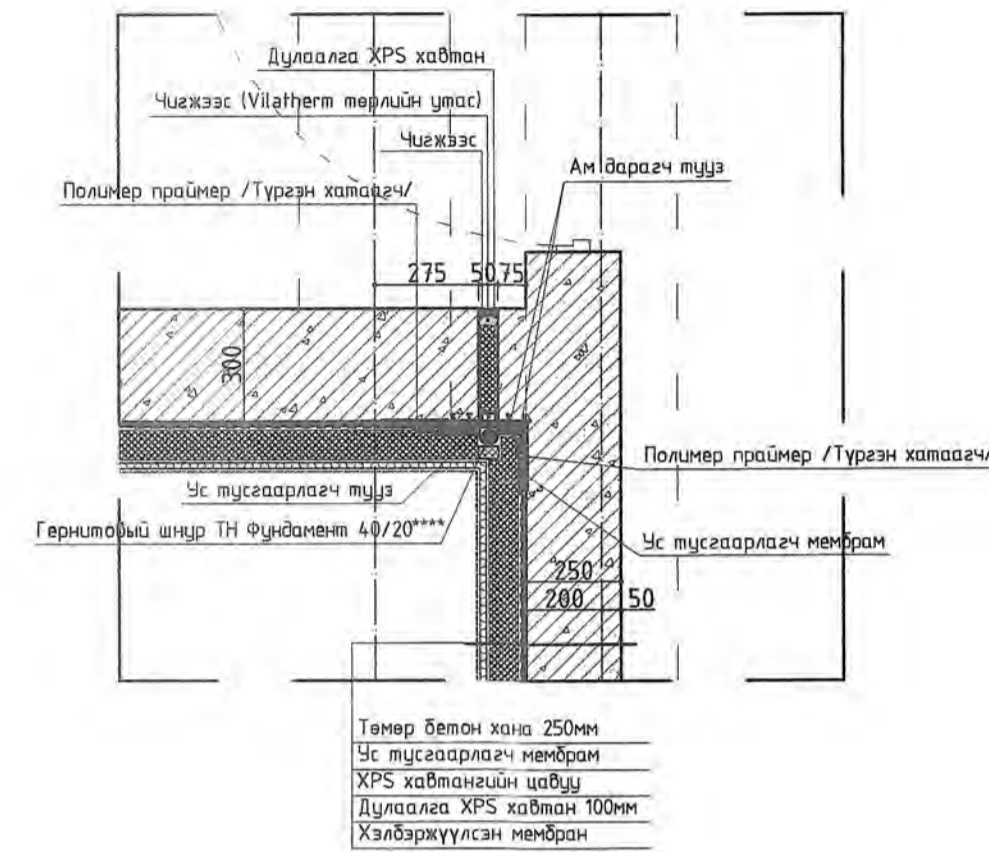 Дулаалга XPS хавтан
Чигжээс (Vilatherm төрлийн утас)
Чигжээс
Ам дарагч тууз
Полимер праймер /Түргэн хатаагч/
275
50
75
300
Полимер праймер /Түргэн хатаагч/
Ус тусгаарлагч тууз
Гернитовый шнур ТН Фундамент 40/20****
Ус тусгаарлагч мембрам
250
200
50
Төмөр бетон хана 250мм
Ус тусгаарлагч мембрам
XPS хавтангийн цавуу
Дулаалга XPS хавтан 100мм
Хэлбэржүүлсэн мембран